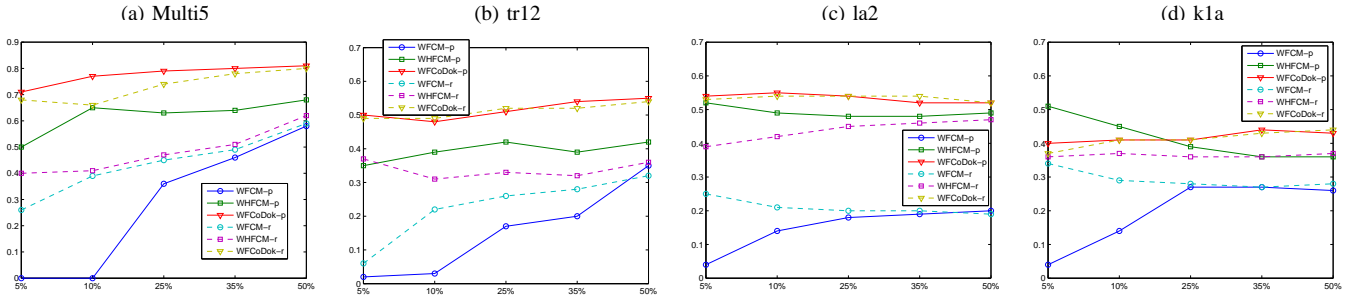 (a) Multi5
(b) tr12
(c) la2
(d) k1a
0.9
0.8
0.7
0.6
0.5
0.4
0.3
0.2
0.1
0
5%
10%
25%
35%
50%
WFCM−p
WHFCM−p
WFCoDok−p
WFCM−r
WHFCM−r
WFCoDok−r
0.7
0.6
0.5
0.4
0.3
0.2
0.1
0
5%
10%
25%
35%
50%
WFCM−p
WHFCM−p
WFCoDok−p
WFCM−r
WHFCM−r
WFCoDok−r
0.7
0.6
0.5
0.4
0.3
0.2
0.1
0
5%
10%
25%
35%
50%
WFCM−p
WHFCM−p
WFCoDok−p
WFCM−r
WHFCM−r
WFCoDok−r
0.6
0.5
0.4
0.3
0.2
0.1
0
5%
10%
25%
35%
50%
WFCM−p
WHFCM−p
WFCoDok−p
WFCM−r
WHFCM−r
WFCoDok−r